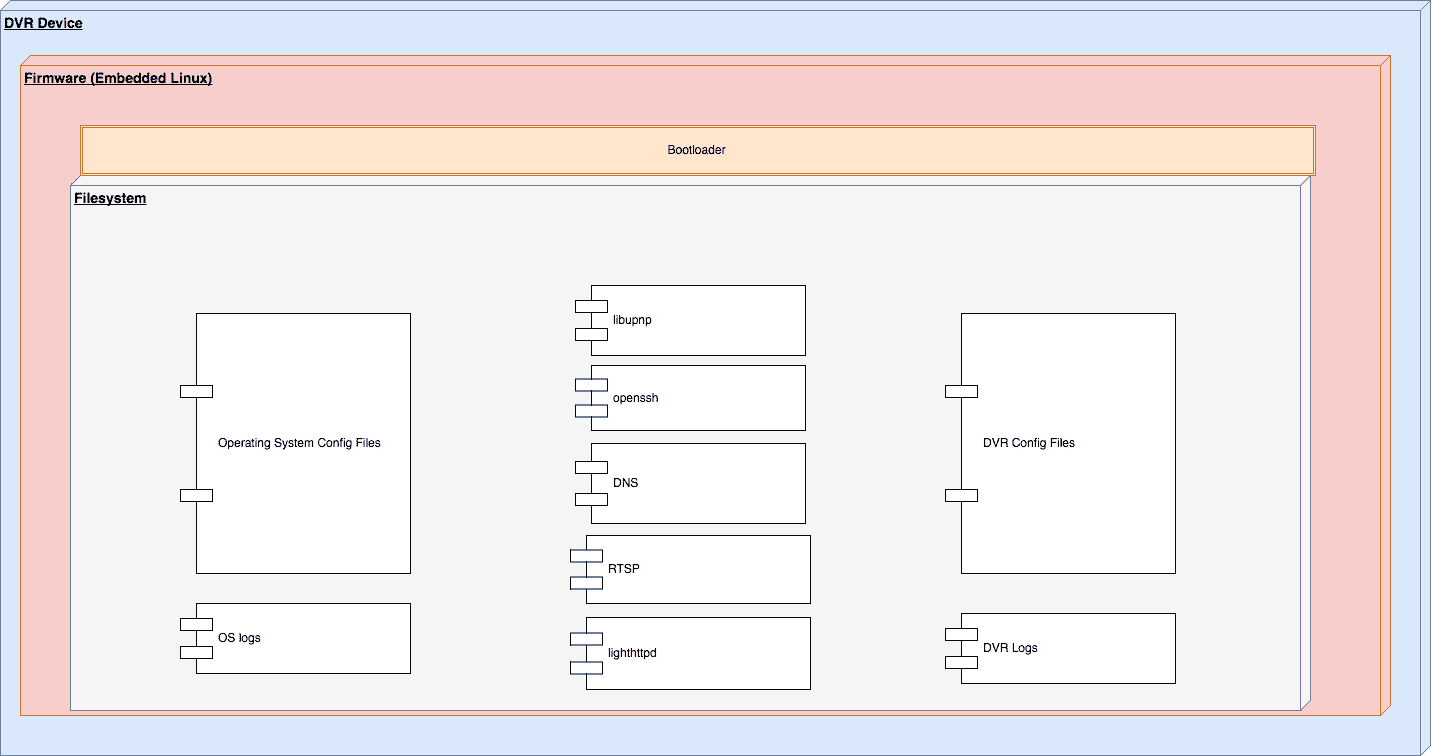 DVR Device
Firmware (Embedded Linux)
Bootloader
Filesystem
libupnp
openssh
Operating System Config Files
DVR Config Files
DNS
RTSP
OS logs
lighthttpd
DVR Logs